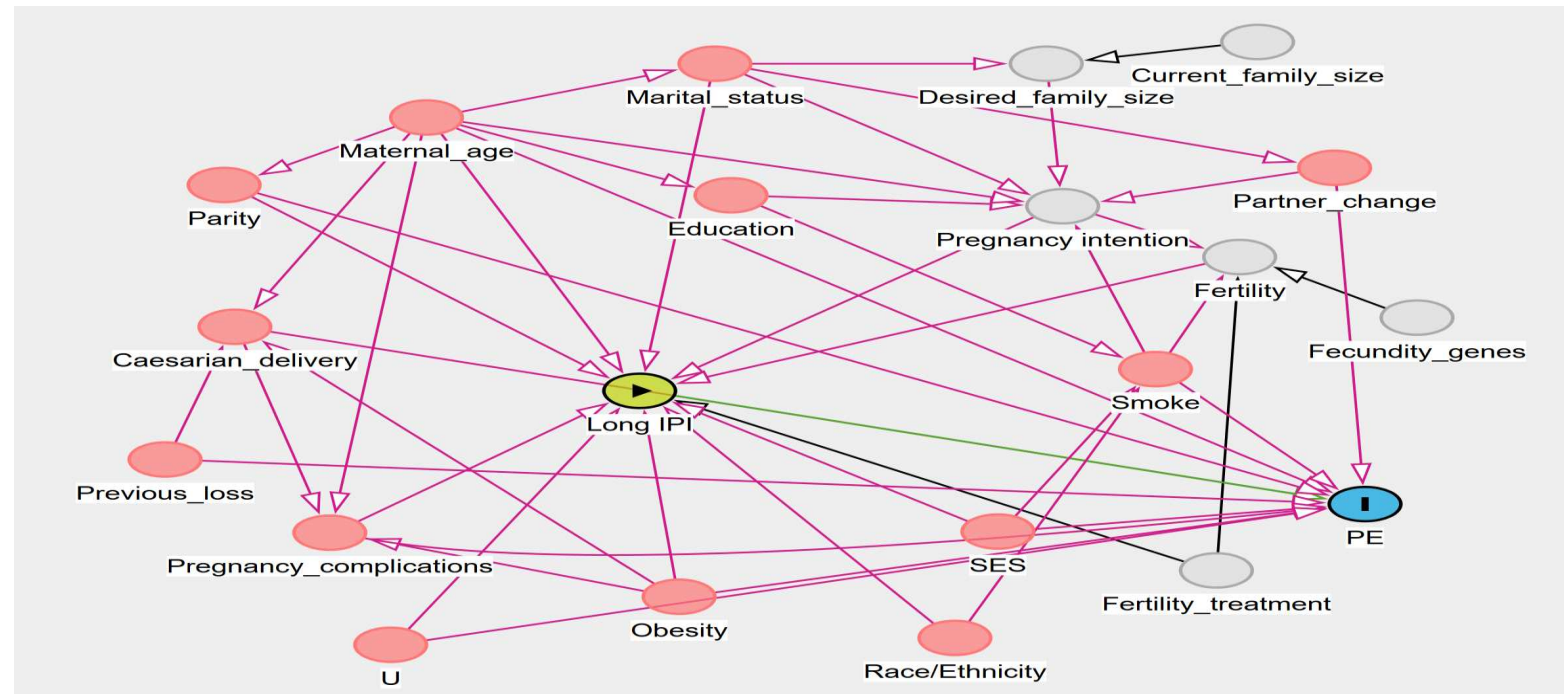 Current_family_size
Marital_status
Desired_family_size
Maternal_age
Parity
Education
Partner_change
Pregnancy intention
Fertility
Caesarian_delivery
Fecundity_genes
Smoke
Long IPI
Previous_loss
PE
Pregnancy_complications
SES
Fertility_treatment
Obesity
Race/Ethnicity
U